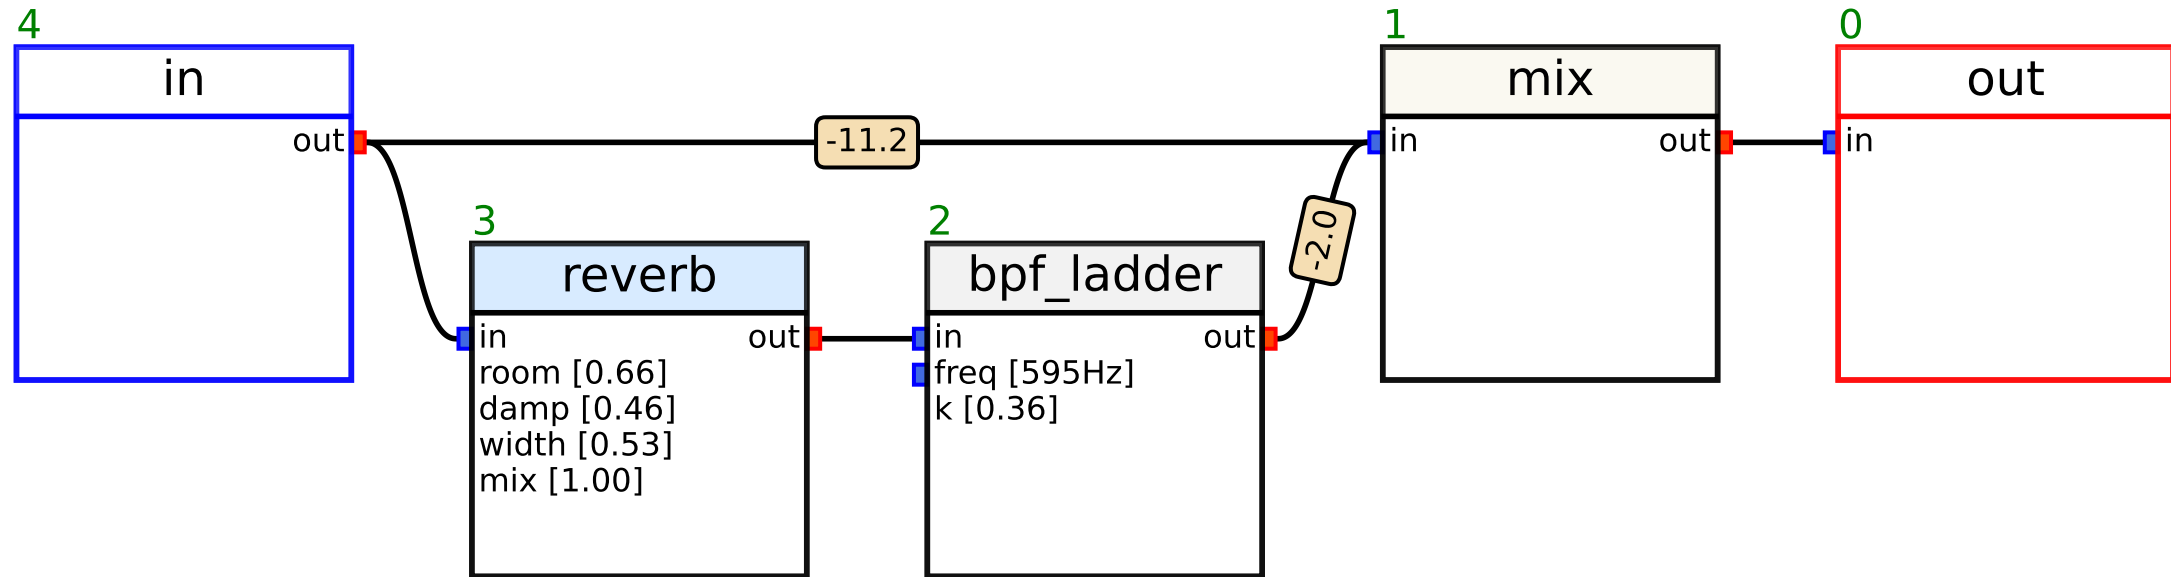 4
in
out
-11.2
3
reverb
in
out
room [0.66]
damp [0.46]
width [0.53]
mix [1.00]
2
bpf_ladder
in
out
freq [595Hz]
k [0.36]
-2.0
1
mix
in
out
0
out
in